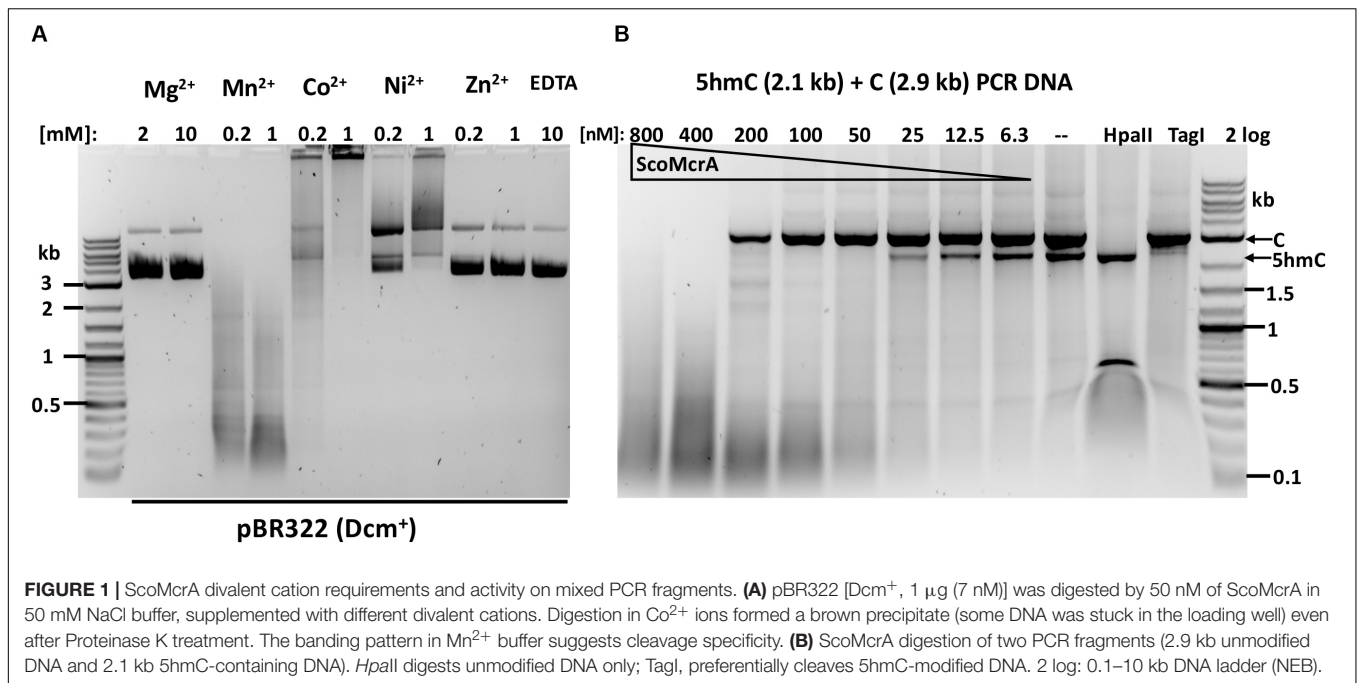 A
Mg2+ Mn2+ Co2+ Ni2+ Zn2+ EDTA
[mM]: 2 10 0.2 1 0.2 1 0.2 1 0.2 1 10
kb
3
2
1
0.5
pBR322 (Dcm+)
B
5hmC (2.1 kb) + C (2.9 kb) PCR DNA
[nM]: 800 400 200 100 50 25 12.5 6.3 -- HpaII TagI 2 log
ScoMcrA
kb
C
5hmC
1.5
1
0.5
0.1
FIGURE 1 | ScoMcrA divalent cation requirements and activity on mixed PCR fragments. (A) pBR322 [Dcm+, 1 μg (7 nM)] was digested by 50 nM of ScoMcrA in
50 mM NaCl buffer, supplemented with different divalent cations. Digestion in Co2+ ions formed a brown precipitate (some DNA was stuck in the loading well) even
after Proteinase K treatment. The banding pattern in Mn2+ buffer suggests cleavage specificity. (B) ScoMcrA digestion of two PCR fragments (2.9 kb unmodified
DNA and 2.1 kb 5hmC-containing DNA). HpaII digests unmodified DNA only; TagI, preferentially cleaves 5hmC-modified DNA. 2 log: 0.1–10 kb DNA ladder (NEB).